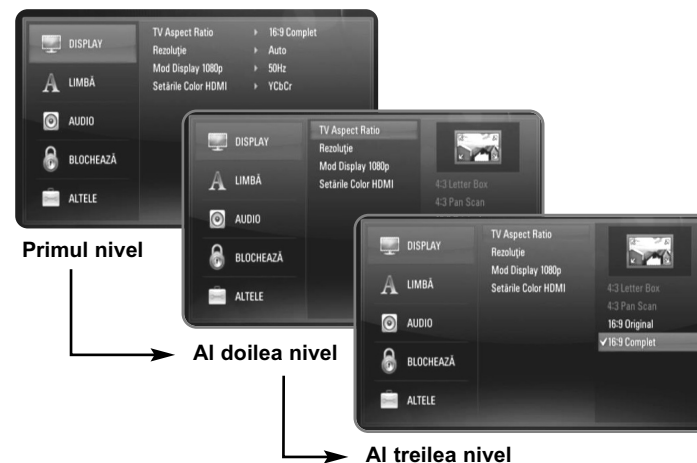 DISPLAY
LIMBĂ
AUDIO
BLOCHEAZĂ
ALTELE
TV Aspect Ratio 16:9 Complet
Rezoluţie Auto
Mod Display 1080p 50Hz
Setările Color HDMI YCbCr
Primul nivel
DISPLAY
LIMBĂ
AUDIO
BLOCHEAZĂ
ALTELE
TV Aspect Ratio
Rezoluţie
Mod Display 1080p
Setările Color HDMI
4:3 Letter Box
4:3 Pan Scan
Al doilea nivel
DISPLAY
LIMBĂ
AUDIO
BLOCHEAZĂ
ALTELE
TV Aspect Ratio
Rezoluţie
Mod Display 1080p
Setările Color HDMI
4:3 Letter Box
4:3 Pan Scan
16:9 Original
✓16:9 Complet
Al treilea nivel